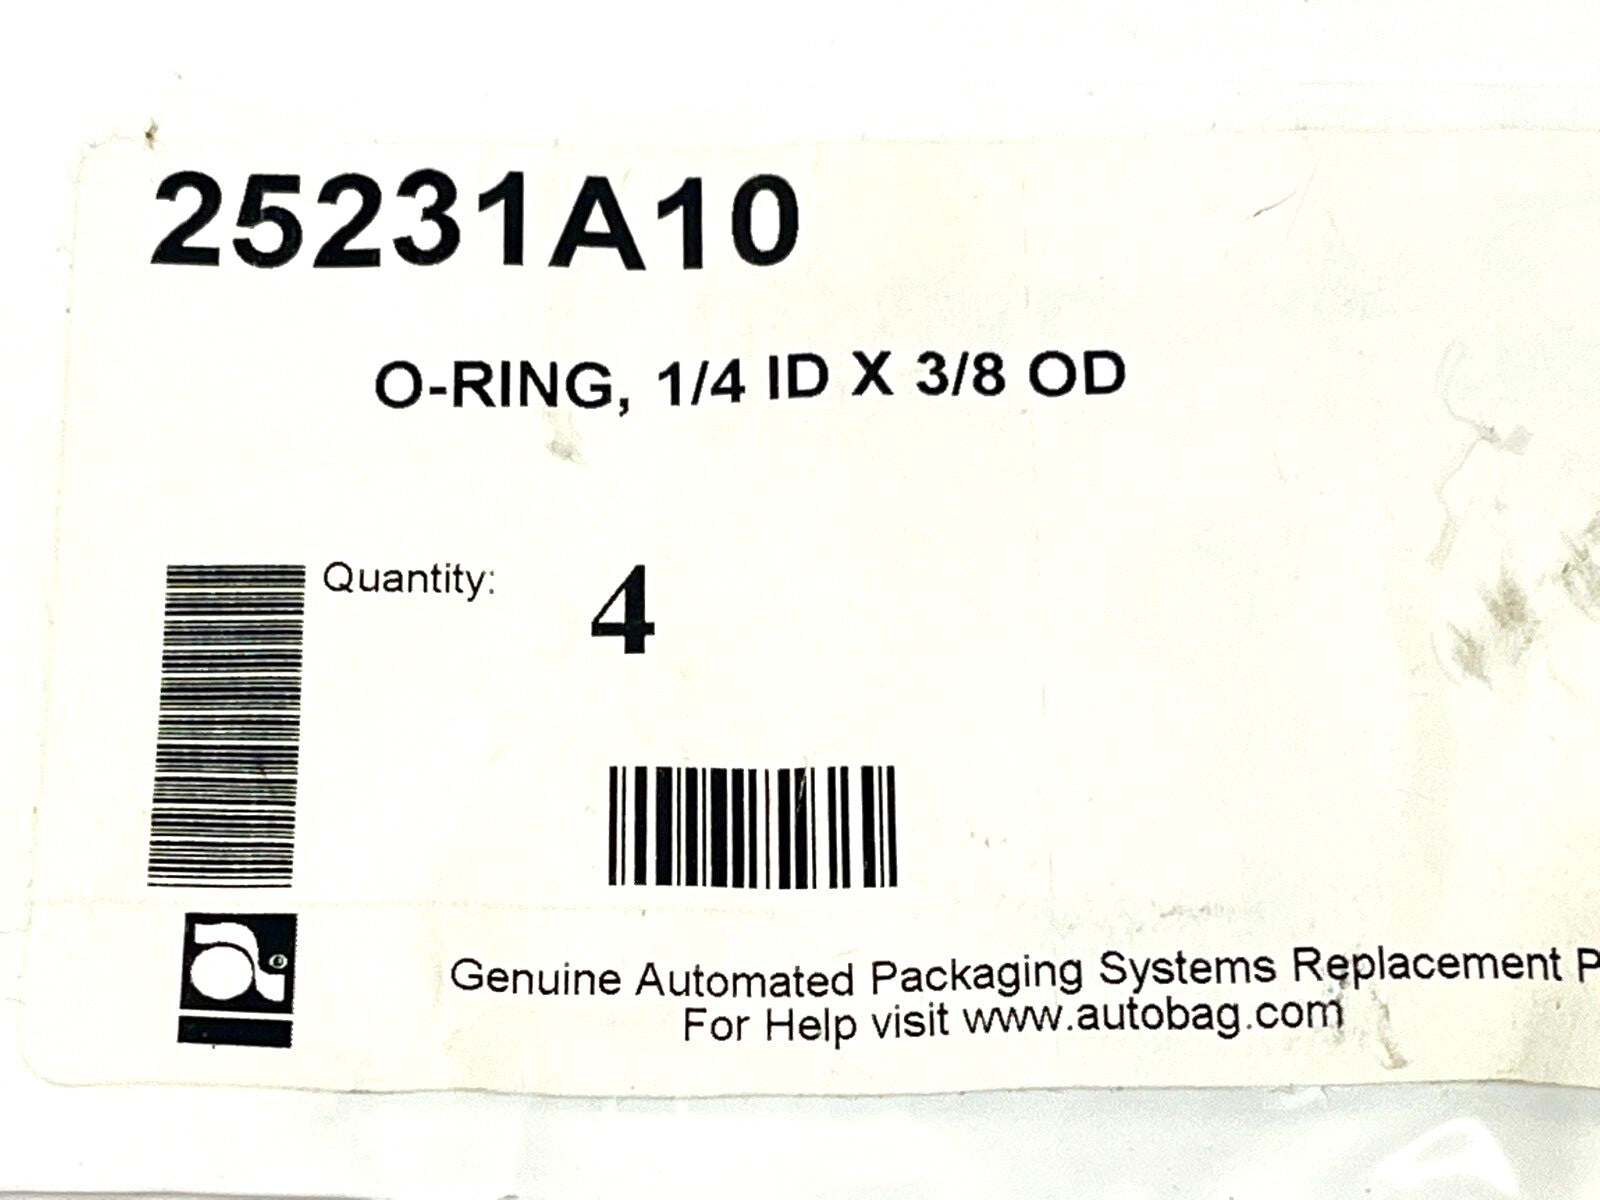 25231A10
O-RING, 1/4 ID X 3/8 OD
Quantity: 4
Genuine Automated Packaging Systems Replacement P
For Help visit www.autobag.com